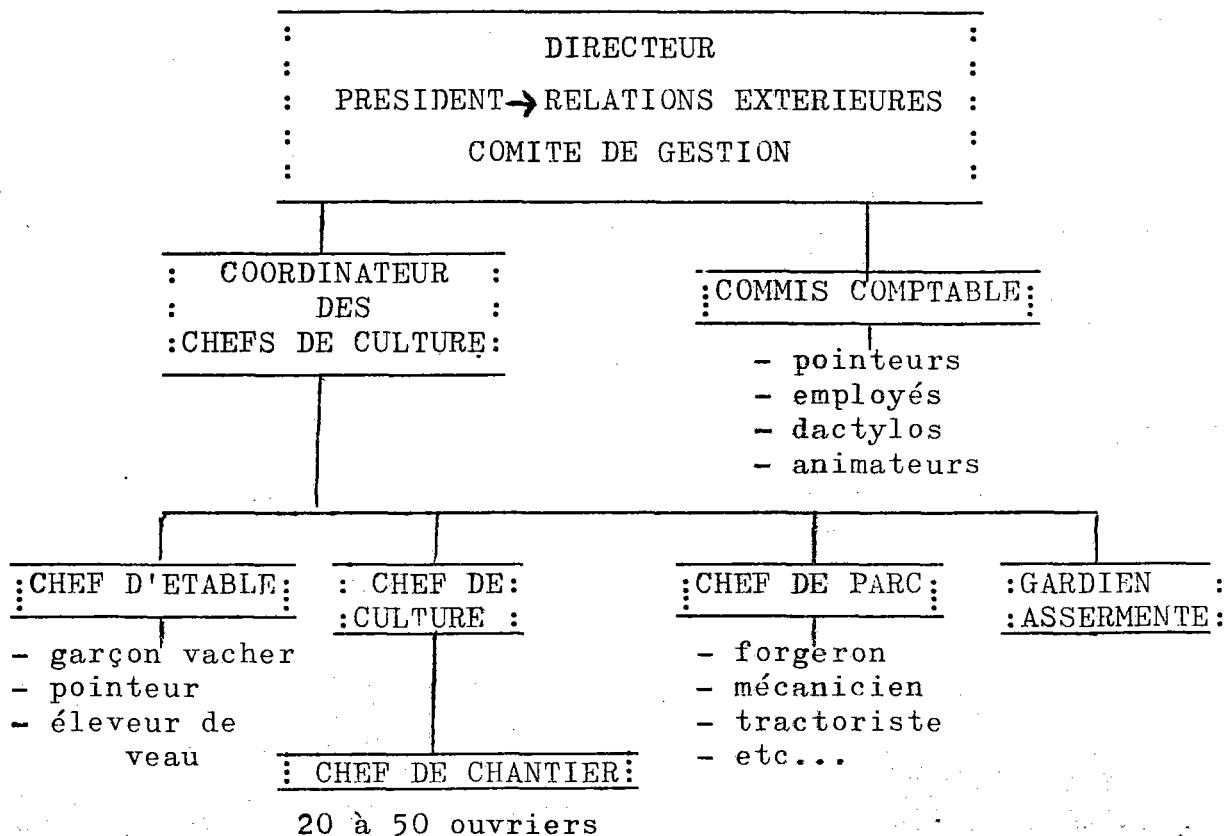 DIRECTEUR
PRESIDENT→RELATIONS EXTERIEURES
COMITE DE GESTION
COORDINATEUR
DES
CHEFS DE CULTURE
COMMIS COMPTABLE
- pointeurs
- employés
- dactylos
- animateurs
CHEF D'ETABLE
- garçon vacher
- pointeur
- éleveur de
veau
CHEF DE
CULTURE
CHEF DE CHANTIER
20 à 50 ouvriers
CHEF DE PARC
- forgeron
- mécanicien
- tractoriste
- etc...
GARDIEN
ASSERMENTE